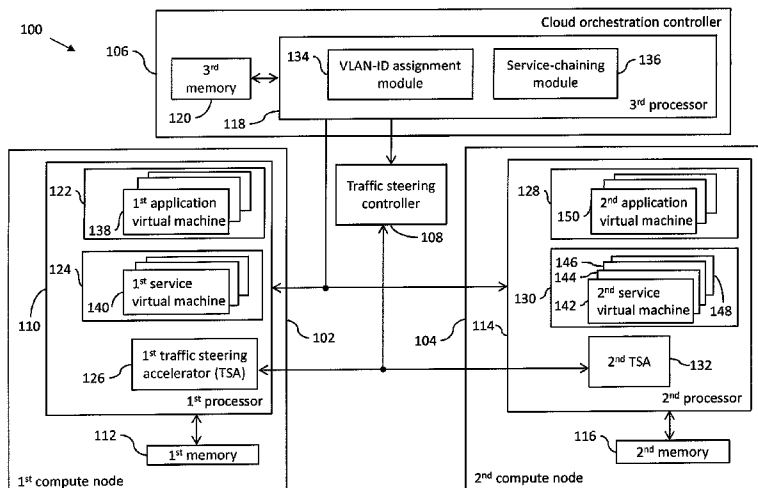 100
Cloud orchestration controller
106
3rd memory
120
134
VLAN-ID assignment module
Service-chaining module
136
118
3rd processor
122
1st application virtual machine
138
124
1st service virtual machine
140
110
126
1st traffic steering accelerator (TSA)
1st processor
102
112
1st memory
1st compute node
Traffic steering controller
108
128
2nd application virtual machine
150
146
144
130
142
2nd service virtual machine
148
104
114
2nd TSA
132
2nd processor
116
2nd memory
2nd compute node